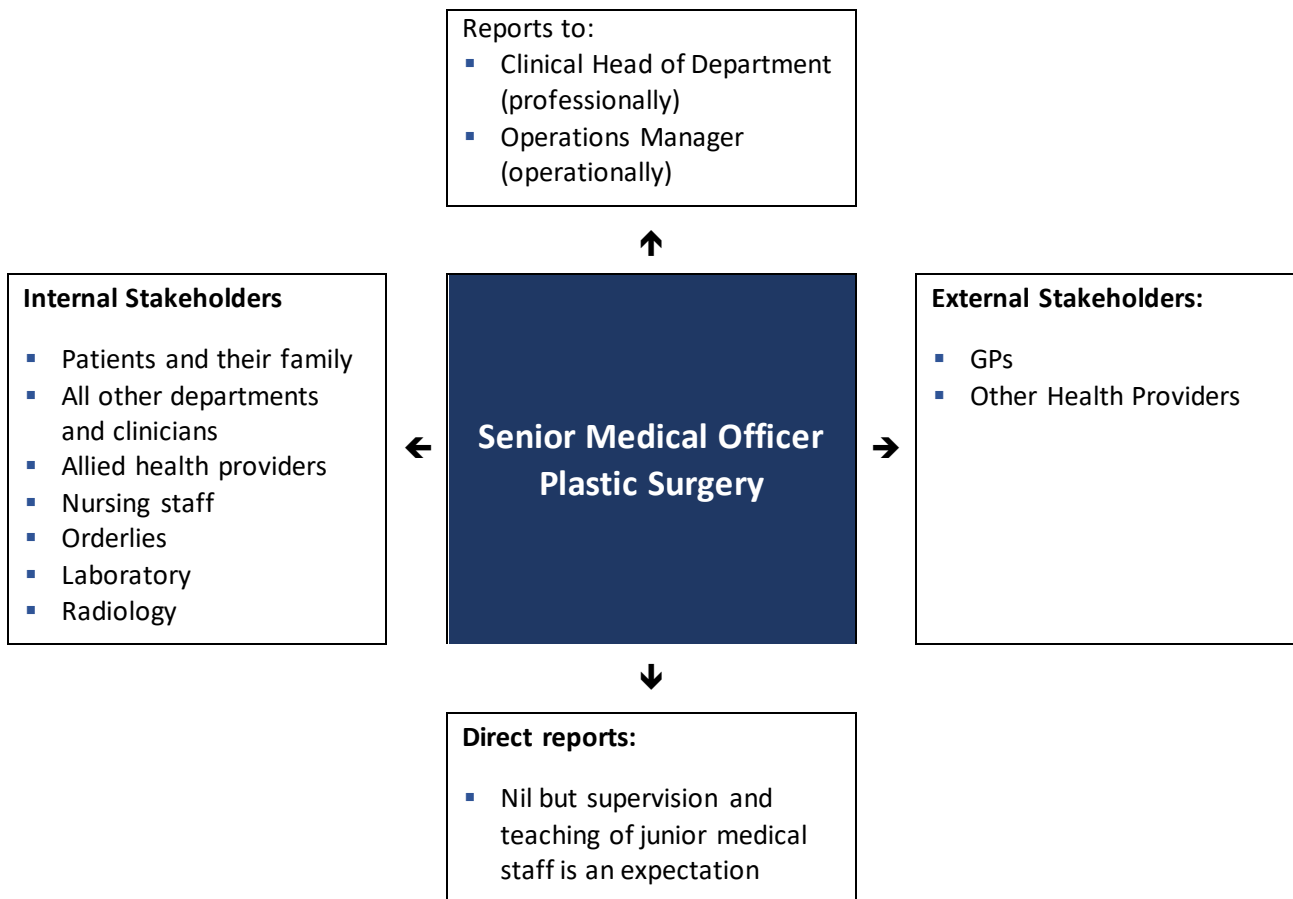 Reports to:
▪ Clinical Head of Department
(professionally)
▪ Operations Manager
(operationally)
Internal Stakeholders
▪ Patients and their family
▪ All other departments
and clinicians
▪ Allied health providers
▪ Nursing staff
▪ Orderlies
▪ Laboratory
▪ Radiology
Senior Medical Officer
Plastic Surgery
External Stakeholders:
▪ GPs
▪ Other Health Providers
Direct reports:
▪ Nil but supervision and
teaching of junior medical
staff is an expectation